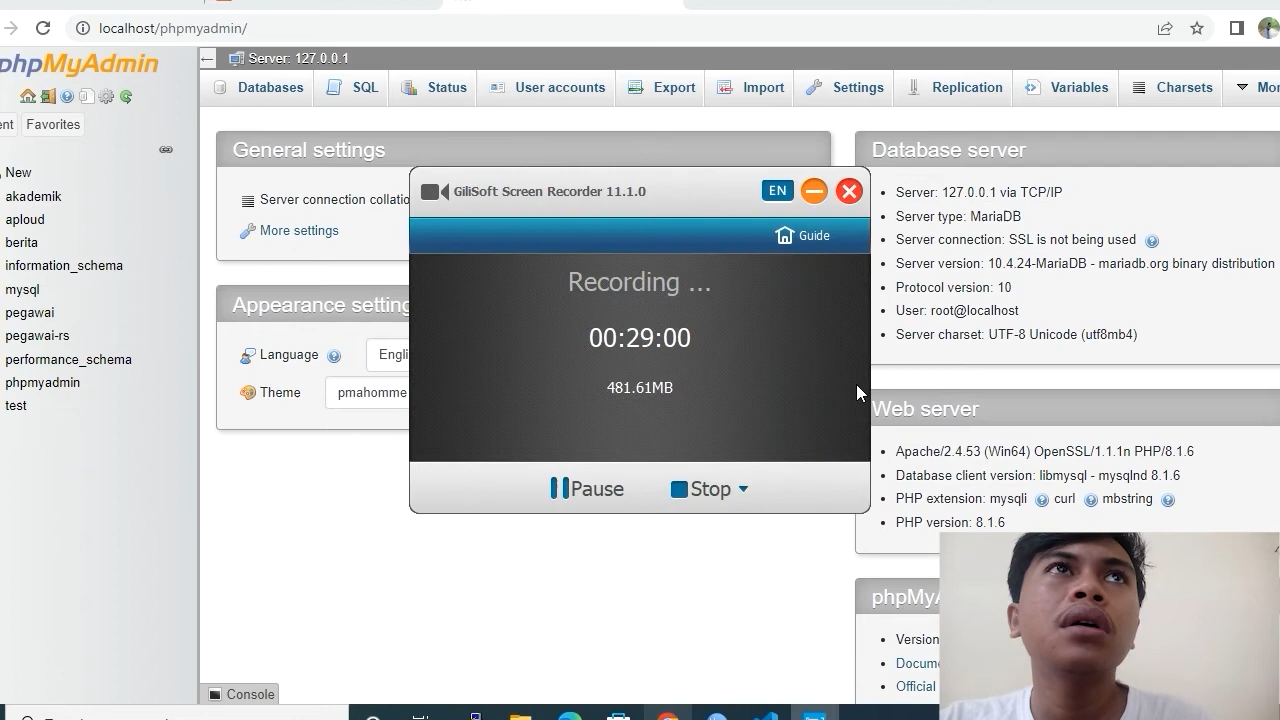 localhost/phpmyadmin/
phpMyAdmin
Favorites
New
akademik
aploud
berita
information_schema
mysql
pegawai
pegawai-rs
performance_schema
phpmyadmin
test
Server: 127.0.0.1
Databases
SQL
Status
User accounts
Export
Import
Settings
Replication
Variables
Charsets
General settings
Server connection
More settings
Appearance
Language
Theme
pmahomme
Console
GiliSoft Screen Recorder 11.1.0
EN
Guide
Recording ...
00:29:00
481.61MB
Pause
Stop
Database server
Server: 127.0.0.1 via TCP/IP
Server type: MariaDB
Server connection: SSL is not being used
Server version: 10.4.24-MariaDB - mariadb.org binary distribution
Protocol version: 10
User: root@localhost
Server charset: UTF-8 Unicode (utf8mb4)
Web server
Apache/2.4.53 (Win64) OpenSSL/1.1.1n PHP/8.1.6
Database client version: libmysql - mysqlnd 8.1.6
PHP extension: mysqli curl mbstring
PHP version: 8.1.6
phpMyA
Version
Docume
Official